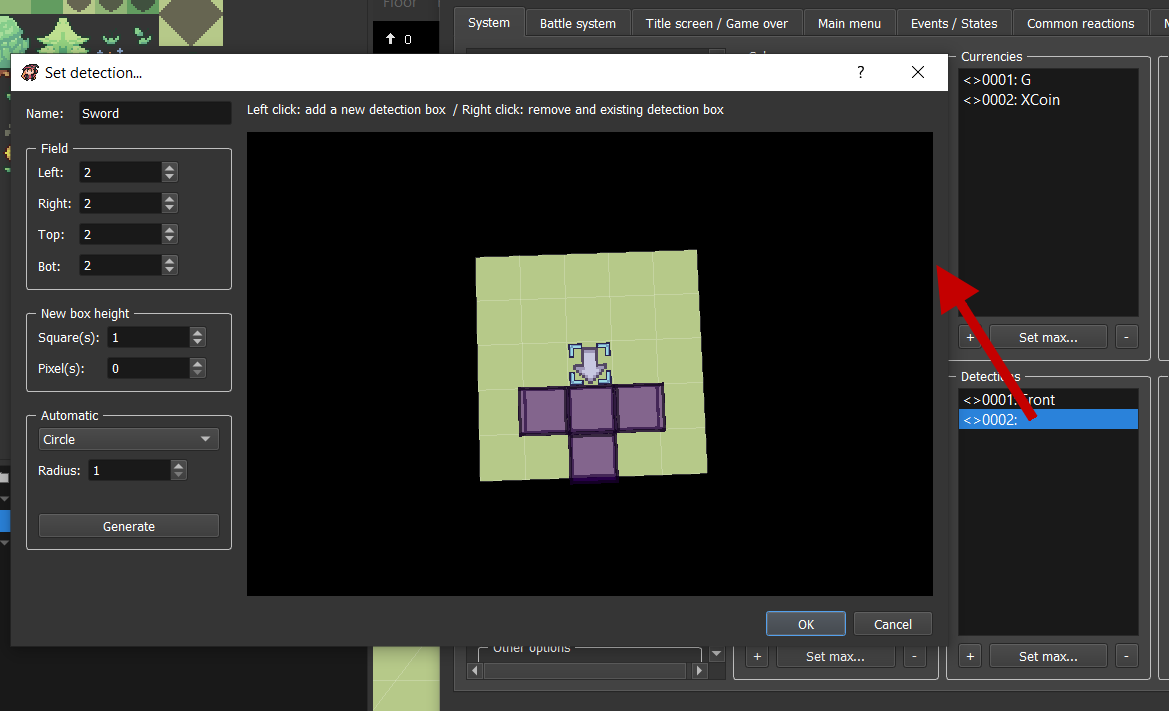 Floor
0
System
Battle system
Title screen / Game over
Main menu
Events / States
Common reactions
Set detection...
?
Name:
Sword
Left click: add a new detection box / Right click: remove and existing detection box
Field
Left:
2
Right:
2
Top:
2
Bot:
2
New box height
Square(s):
1
Pixel(s):
0
Automatic
Circle
Radius:
1
Generate
OK
Cancel
Currencies
<>0001: G
<>0002: XCoin
+
Set max...
-
Detections
<>0001: Front
<>0002:
+
Set max...
-
Other options
+
Set max...
-